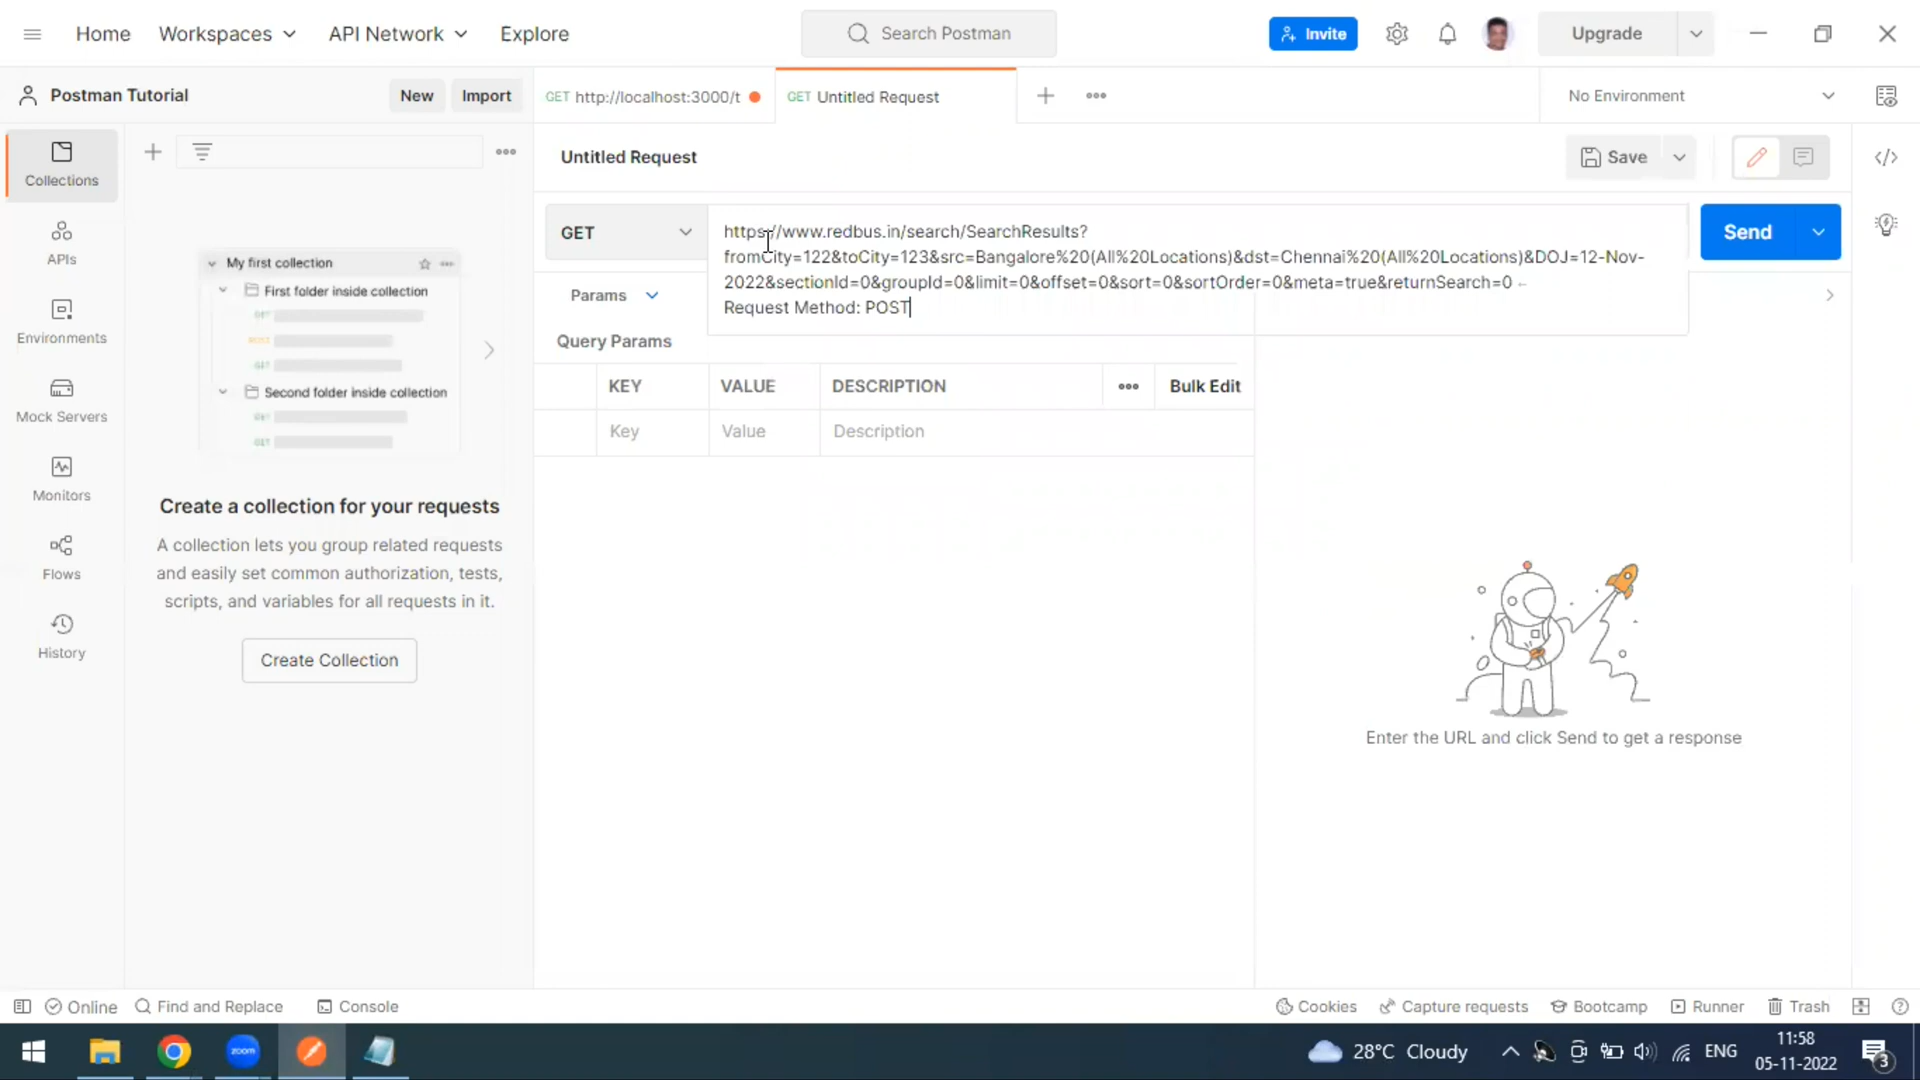 Home
Workspaces
API Network
Explore
Search Postman
Invite
Upgrade
Postman Tutorial
New
Import
GET http://localhost:3000/t
GET Untitled Request
No Environment
Collections
APIs
Environments
Mock Servers
Monitors
Flows
History
My first collection
First folder inside collection
Second folder inside collection
Create a collection for your requests
A collection lets you group related requests
and easily set common authorization, tests,
scripts, and variables for all requests in it.
Create Collection
Untitled Request
Save
GET
https://www.redbus.in/search/SearchResults?
fromCity=122&toCity=123&src=Bangalore%20(All%20Locations)&dst=Chennai%20(All%20Locations)&DOJ=12-Nov-
2022&sectionId=0&groupId=0&limit=0&offset=0&sort=0&sortOrder=0&meta=true&returnSearch=0
Request Method: POST
Send
Params
Query Params
KEY VALUE DESCRIPTION Bulk Edit
Key Value Description
Enter the URL and click Send to get a response
Online
Find and Replace
Console
Cookies
Capture requests
Bootcamp
Runner
Trash
zoom
28°C Cloudy
ENG
11:58
05-11-2022
3